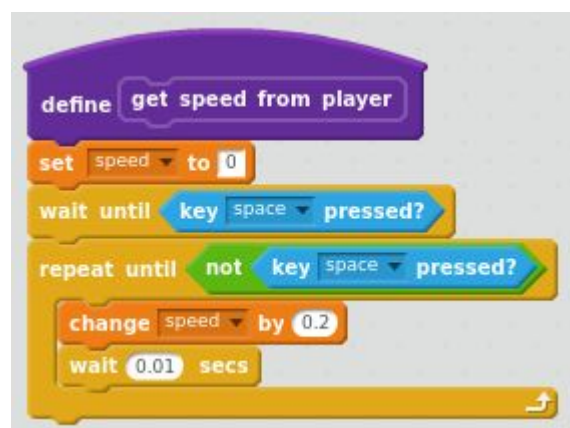 define get speed from player
set speed to 0
wait until key space pressed?
repeat until not key space pressed?
change speed by 0.2
wait 0.01 secs